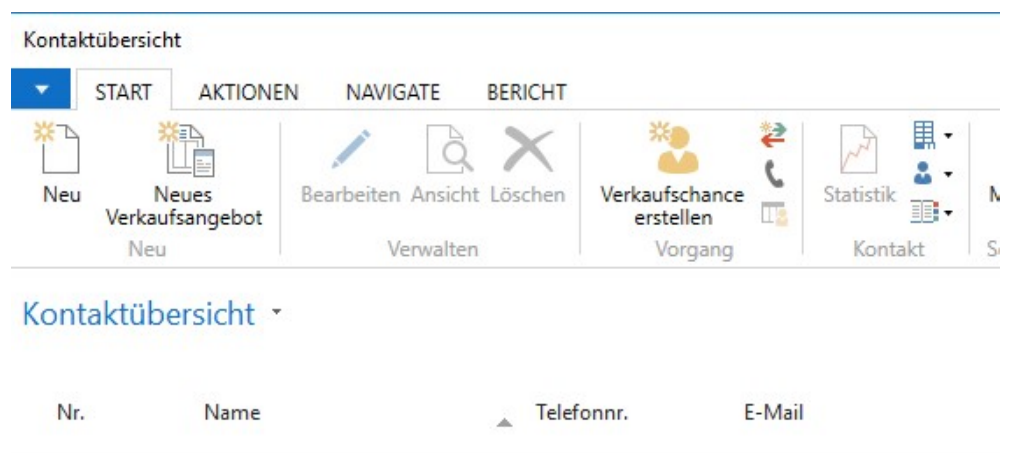 Kontaktübersicht
START AKTIONEN NAVIGATE BERICHT
Neu Neues Verkaufsangebot Bearbeiten Ansicht Löschen Verkaufschance erstellen Statistik
Neu Verwalten Vorgang Kontakt
Kontaktübersicht
Nr. Name Telefonnr. E-Mail